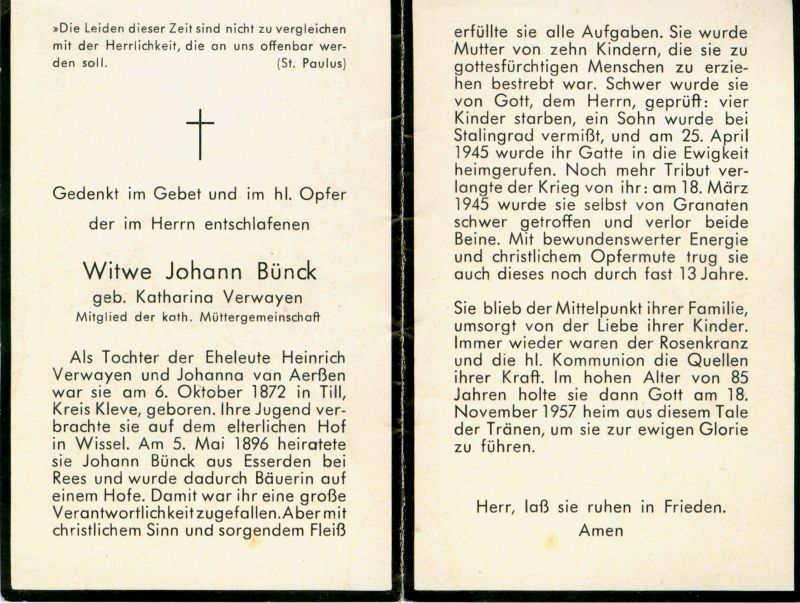 »Die Leiden dieser Zeit sind nicht zu vergleichen
mit der Herrlichkeit, die an uns offenbar wer-
den soll. (St. Paulus)
Gedenkt im Gebet und im hl. Opfer
der im Herrn entschlafenen
Witwe Johann Bünck
geb. Katharina Verwayen
Mitglied der kath. Müttergemeinschaft
Als Tochter der Eheleute Heinrich
Verwayen und Johanna van Aerßen
war sie am 6. Oktober 1872 in Till,
Kreis Kleve, geboren. Ihre Jugend ver-
brachte sie auf dem elterlichen Hof
in Wissel. Am 5. Mai 1896 heiratete
sie Johann Bünck aus Esserden bei
Rees und wurde dadurch Bäuerin auf
einem Hofe. Damit war ihr eine große
Verantwortlichkeit zugefallen. Aber mit
christlichem Sinn und sorgendem Fleiß
erfüllte sie alle Aufgaben. Sie wurde
Mutter von zehn Kindern, die sie zu
gottesfürchtigen Menschen zu erzie-
hen bestrebt war. Schwer wurde sie
von Gott, dem Herrn, geprüft: vier
Kinder starben, ein Sohn wurde bei
Stalingrad vermißt, und am 25. April
1945 wurde ihr Gatte in die Ewigkeit
heimgerufen. Noch mehr Tribut ver-
langte der Krieg von ihr: am 18. März
1945 wurde sie selbst von Granaten
schwer getroffen und verlor beide
Beine. Mit bewundenswerter Energie
und christlichem Opfermute trug sie
auch dieses noch durch fast 13 Jahre.
Sie blieb der Mittelpunkt ihrer Familie,
umsorgt von der Liebe ihrer Kinder.
Immer wieder waren der Rosenkranz
und die hl. Kommunion die Quellen
ihrer Kraft. Im hohen Alter von 85
Jahren holte sie dann Gott am 18.
November 1957 heim aus diesem Tale
der Tränen, um sie zur ewigen Glorie
zu führen.
Herr, laß sie ruhen in Frieden.
Amen